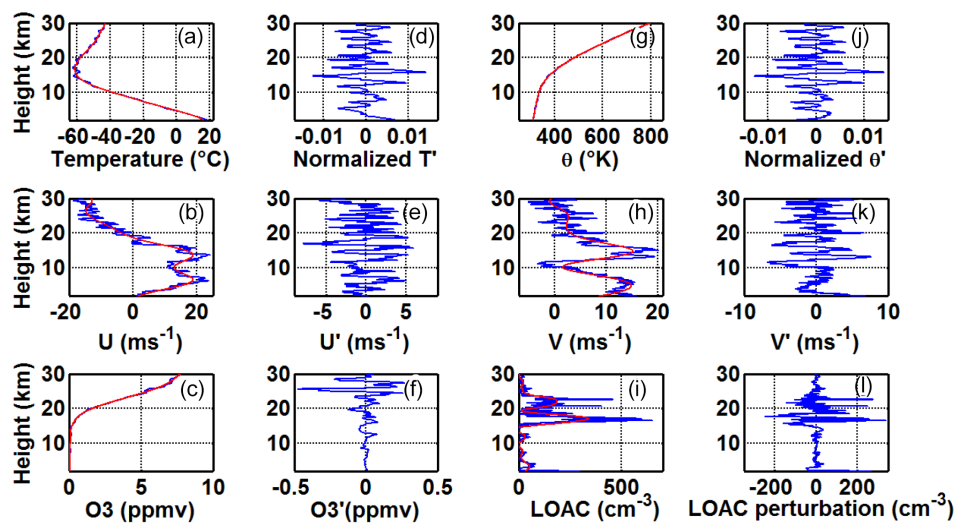 Height (km)
30
20
10
(a)
-60 -40 -20 0 20
Temperature (°C)
(d)
-0.01 0 0.01
Normalized T'
(g)
400 600 800
θ (°K)
(j)
-0.01 0 0.01
Normalized θ'
Height (km)
30
20
10
(b)
-20 0 20
U (ms⁻¹)
(e)
-5 0 5
U' (ms⁻¹)
(h)
0 10 20
V (ms⁻¹)
(k)
-10 0 10
V' (ms⁻¹)
Height (km)
30
20
10
(c)
0 5 10
O3 (ppmv)
(f)
-0.5 0 0.5
O3'(ppmv)
(i)
0 500
LOAC (cm⁻³)
(l)
-200 0 200
LOAC perturbation (cm⁻³)